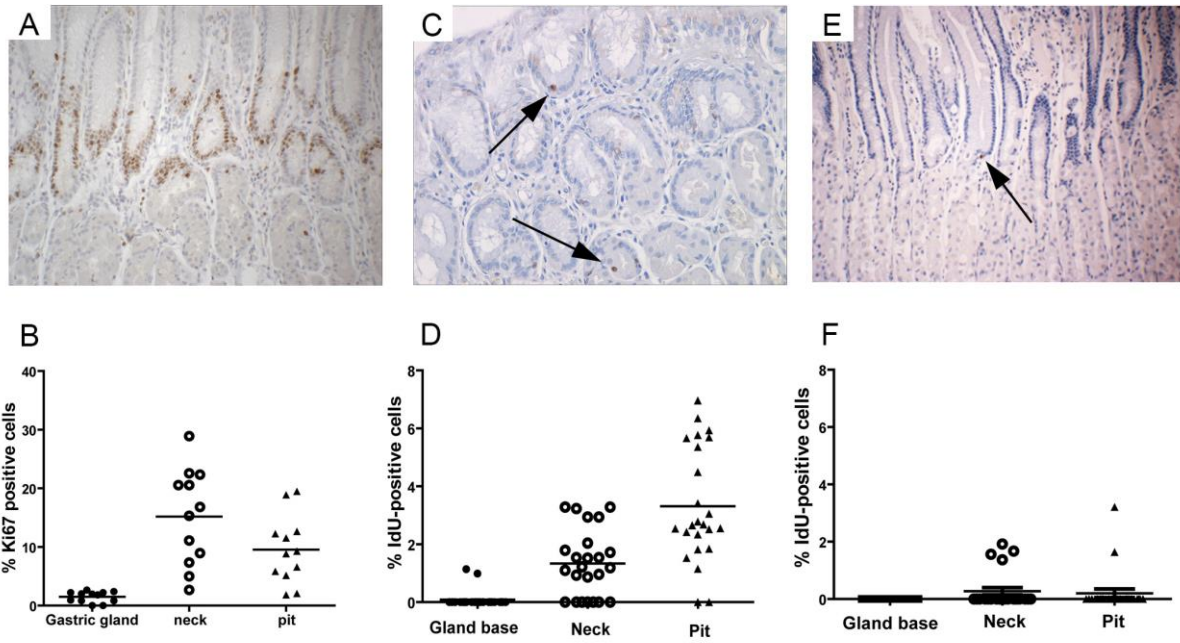 A
C
E
B
% Ki67 positive cells
40
30
20
10
0
Gastric gland neck pit
D
% IdU-positive cells
8
6
4
2
0
Gland base Neck Pit
F
% IdU-positive cells
8
6
4
2
0
Gland base Neck Pit